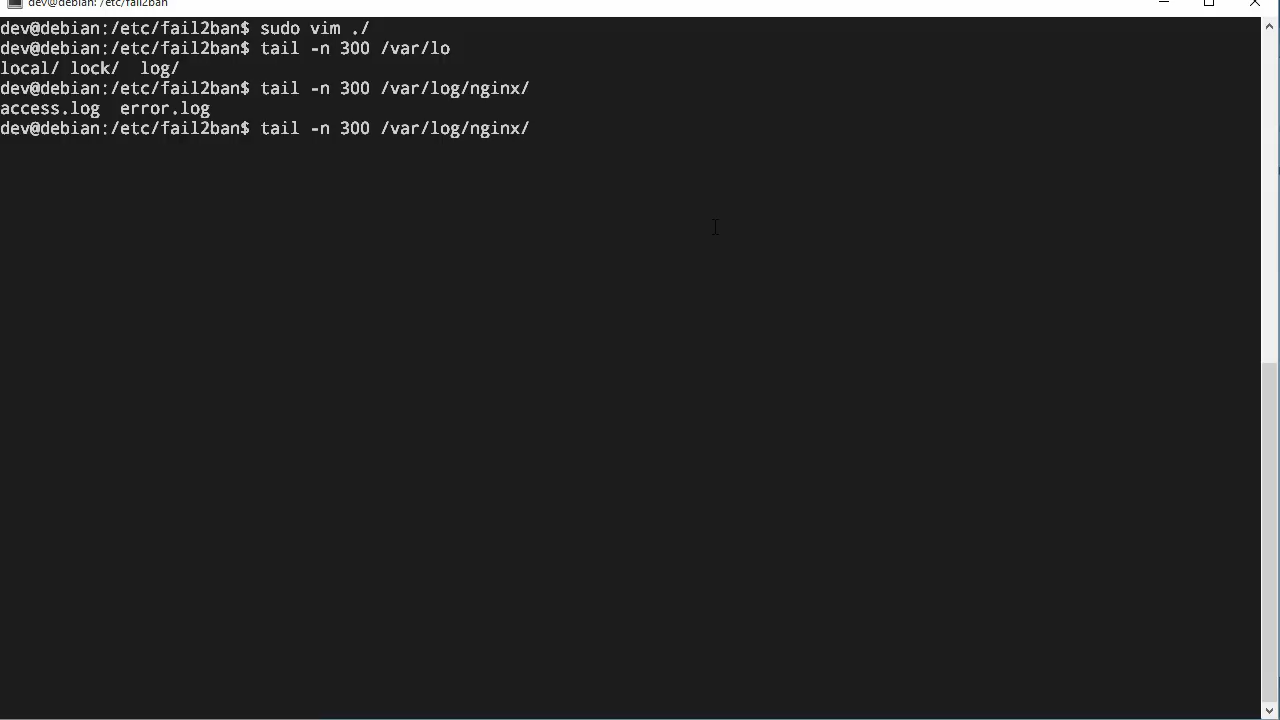 dev@debian: /etc/fail2ban
dev@debian:/etc/fail2ban$ sudo vim ./
dev@debian:/etc/fail2ban$ tail -n 300 /var/lo
local/ lock/  log/
dev@debian:/etc/fail2ban$ tail -n 300 /var/log/nginx/
access.log  error.log
dev@debian:/etc/fail2ban$ tail -n 300 /var/log/nginx/